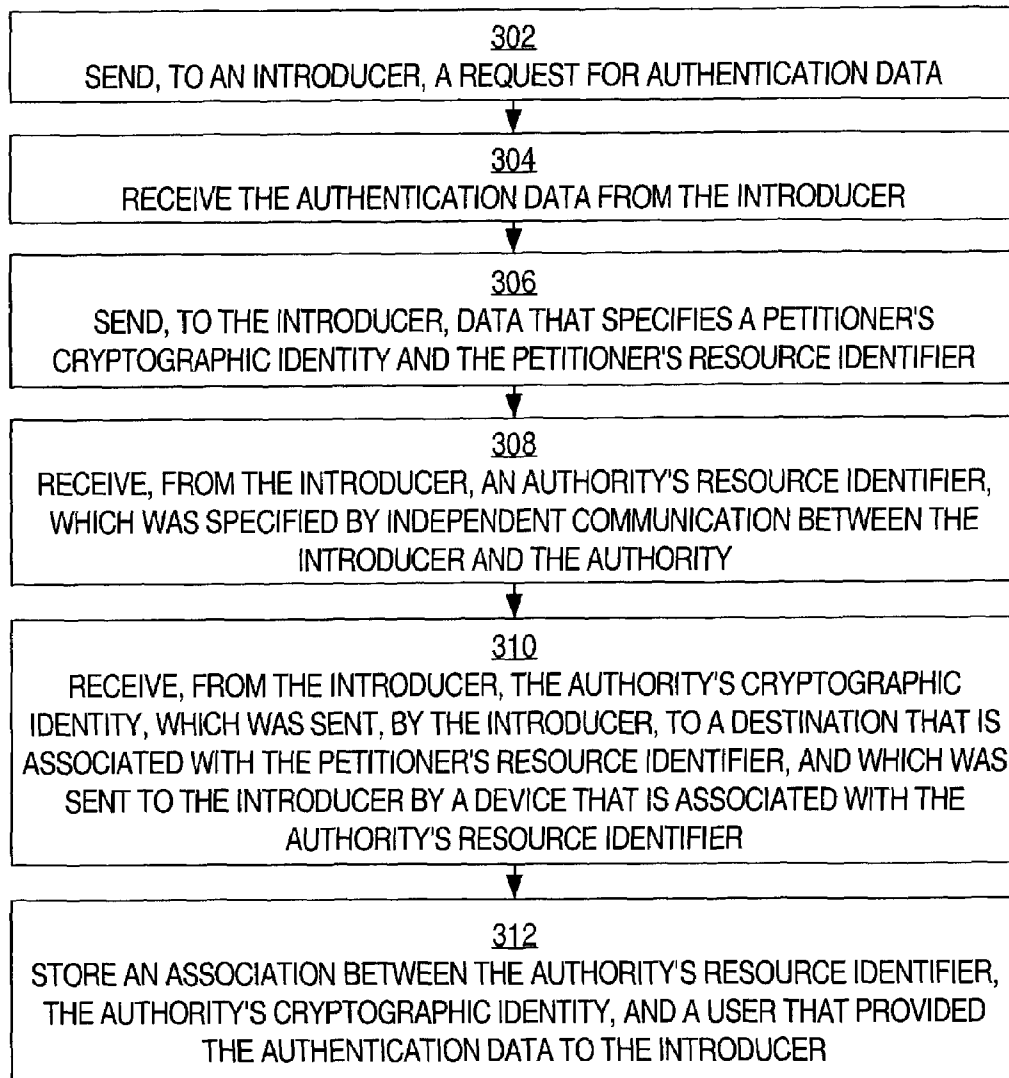 302
SEND, TO AN INTRODUCER, A REQUEST FOR AUTHENTICATION DATA
304
RECEIVE THE AUTHENTICATION DATA FROM THE INTRODUCER
306
SEND, TO THE INTRODUCER, DATA THAT SPECIFIES A PETITIONER'S
CRYPTOGRAPHIC IDENTITY AND THE PETITIONER'S RESOURCE IDENTIFIER
308
RECEIVE, FROM THE INTRODUCER, AN AUTHORITY'S RESOURCE IDENTIFIER,
WHICH WAS SPECIFIED BY INDEPENDENT COMMUNICATION BETWEEN THE
INTRODUCER AND THE AUTHORITY
310
RECEIVE, FROM THE INTRODUCER, THE AUTHORITY'S CRYPTOGRAPHIC
IDENTITY, WHICH WAS SENT, BY THE INTRODUCER, TO A DESTINATION THAT IS
ASSOCIATED WITH THE PETITIONER'S RESOURCE IDENTIFIER, AND WHICH WAS
SENT TO THE INTRODUCER BY A DEVICE THAT IS ASSOCIATED WITH THE
AUTHORITY'S RESOURCE IDENTIFIER
312
STORE AN ASSOCIATION BETWEEN THE AUTHORITY'S RESOURCE IDENTIFIER,
THE AUTHORITY'S CRYPTOGRAPHIC IDENTITY, AND A USER THAT PROVIDED
THE AUTHENTICATION DATA TO THE INTRODUCER